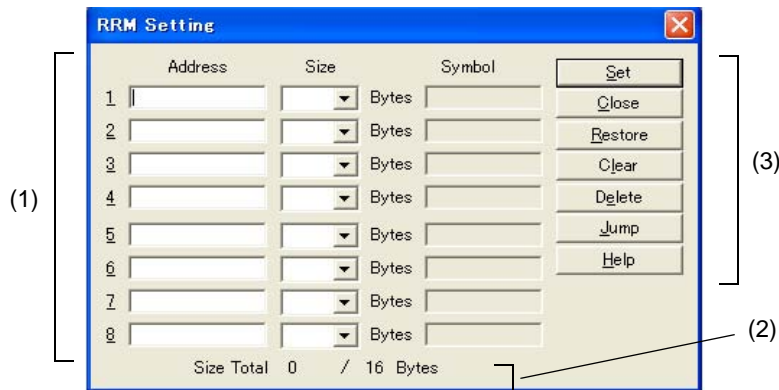 RRM Setting
Address Size Symbol
1 Bytes
2 Bytes
3 Bytes
4 Bytes
5 Bytes
6 Bytes
7 Bytes
8 Bytes
Size Total 0 / 16 Bytes
Set
Close
Restore
Clear
Delete
Jump
Help
(1)
(2)
(3)